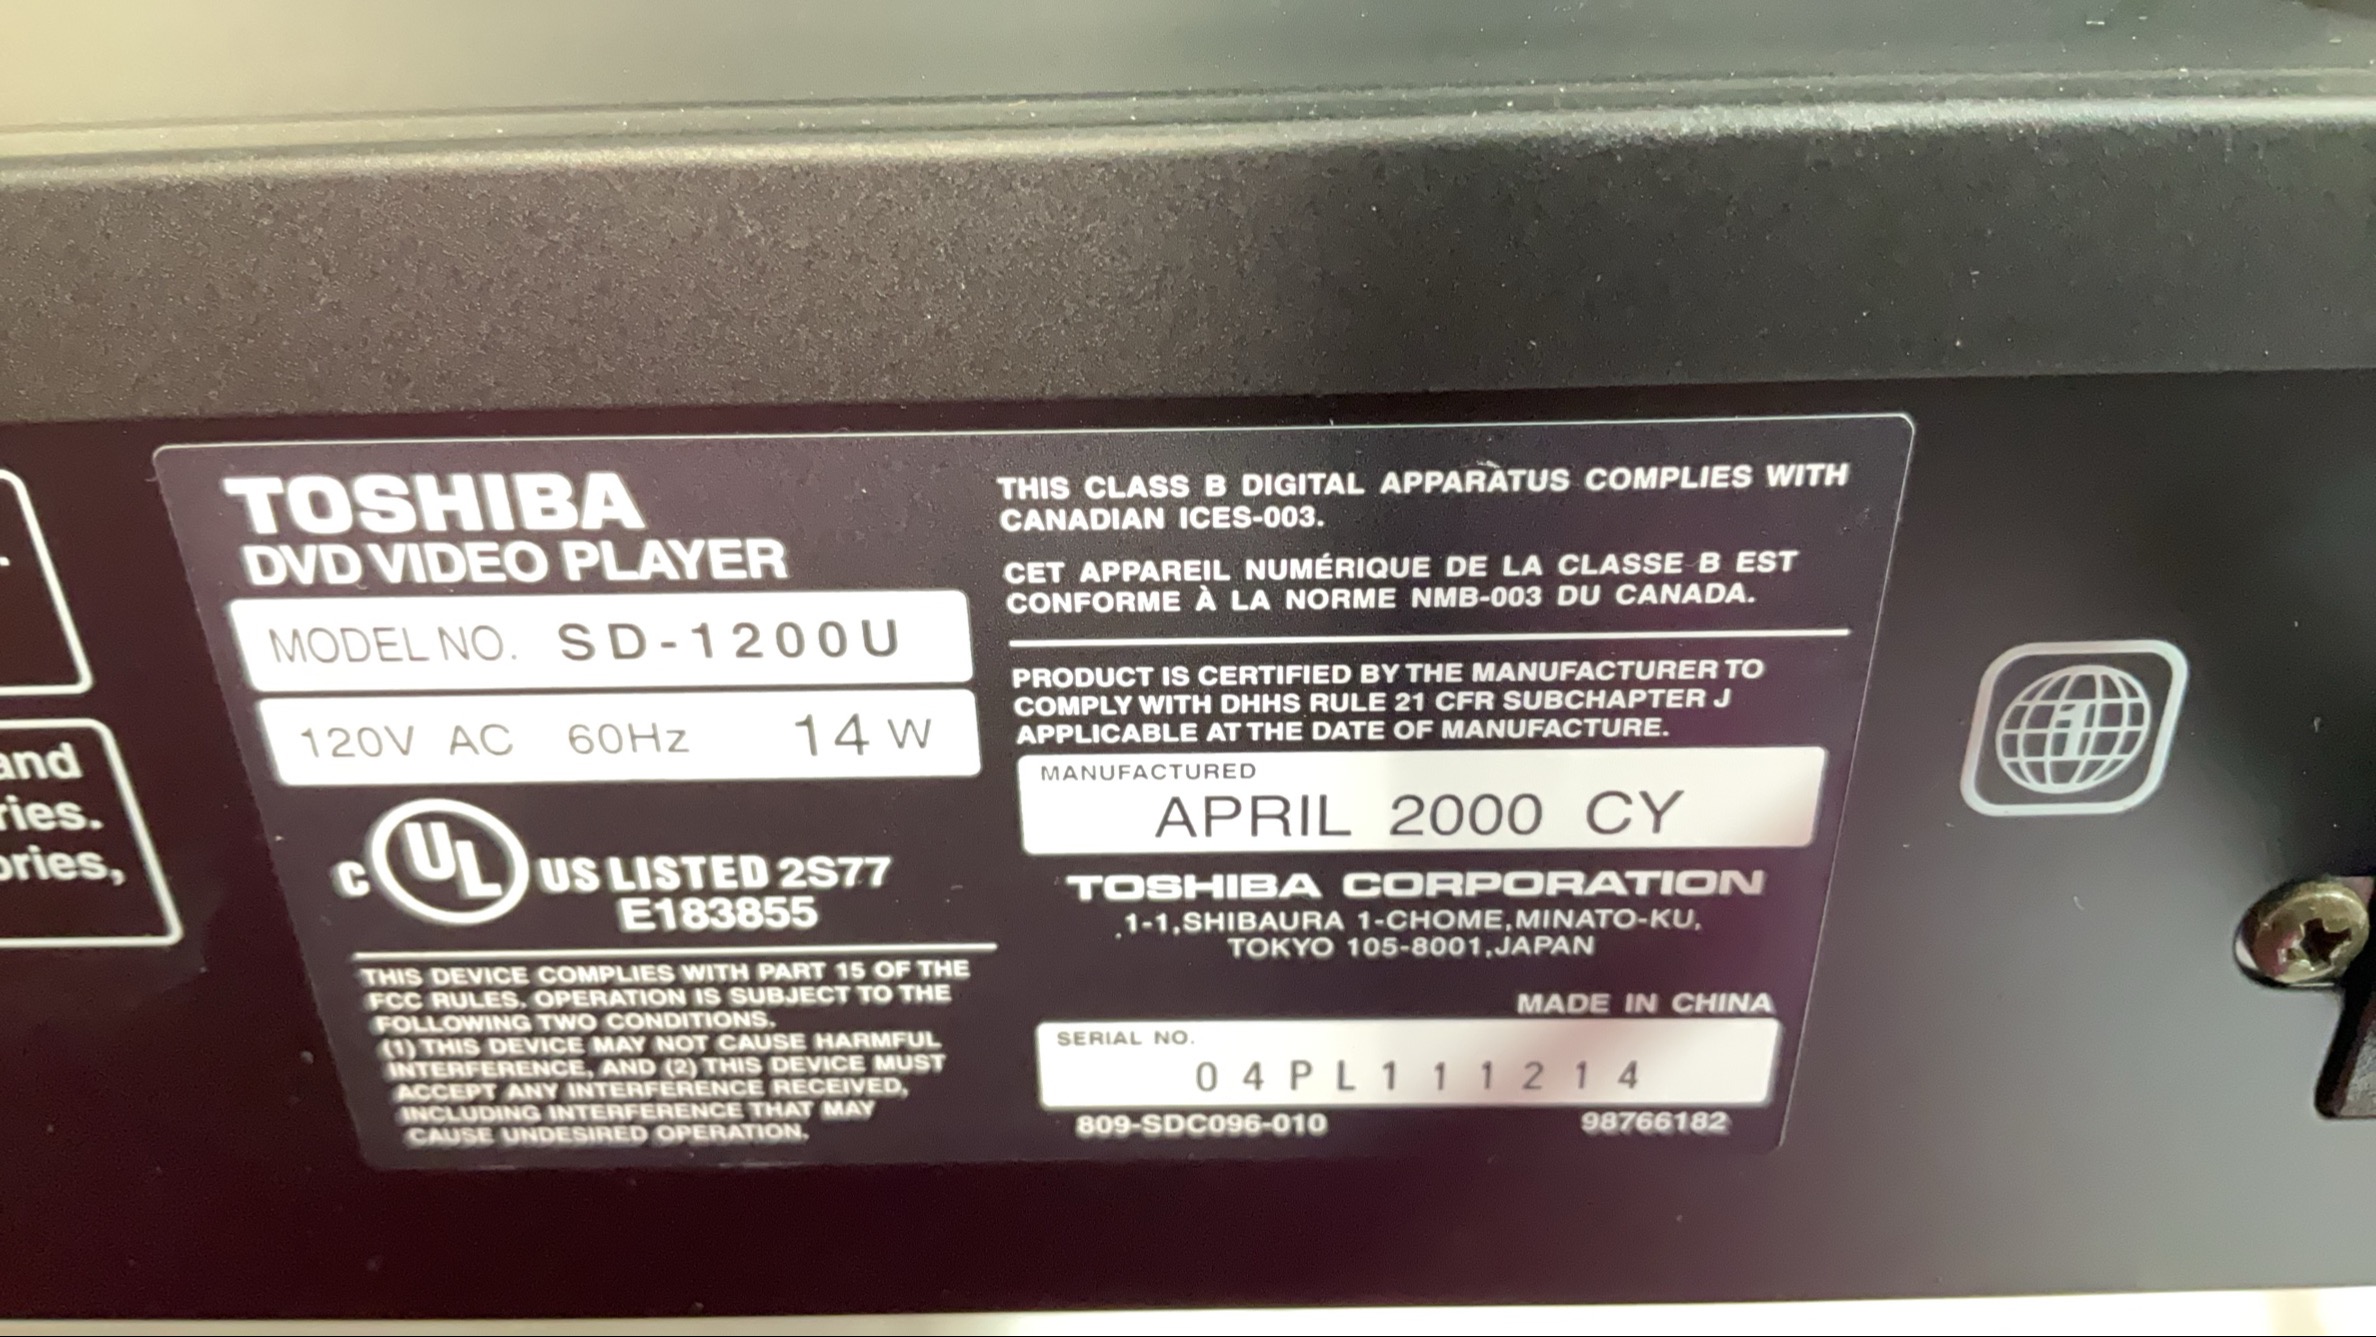 and
ries.
ories,
TOSHIBA
DVD VIDEO PLAYER
MODEL NO. SD-1200U
120V AC 60Hz 14 W
C UL US LISTED 2S77
E183855
THIS DEVICE COMPLIES WITH PART 15 OF THE
FCC RULES. OPERATION IS SUBJECT TO THE
FOLLOWING TWO CONDITIONS.
(1) THIS DEVICE MAY NOT CAUSE HARMFUL
INTERFERENCE, AND (2) THIS DEVICE MUST
ACCEPT ANY INTERFERENCE RECEIVED,
INCLUDING INTERFERENCE THAT MAY
CAUSE UNDESIRED OPERATION.
THIS CLASS B DIGITAL APPARATUS COMPLIES WITH
CANADIAN ICES-003.
CET APPAREIL NUMÉRIQUE DE LA CLASSE B EST
CONFORME À LA NORME NMB-003 DU CANADA.
PRODUCT IS CERTIFIED BY THE MANUFACTURER TO
COMPLY WITH DHHS RULE 21 CFR SUBCHAPTER J
APPLICABLE AT THE DATE OF MANUFACTURE.
MANUFACTURED
APRIL 2000 CY
TOSHIBA CORPORATION
1-1,SHIBAURA 1-CHOME,MINATO-KU,
TOKYO 105-8001,JAPAN
MADE IN CHINA
SERIAL NO.
04PL111214
809-SDC096-010 98766182
1